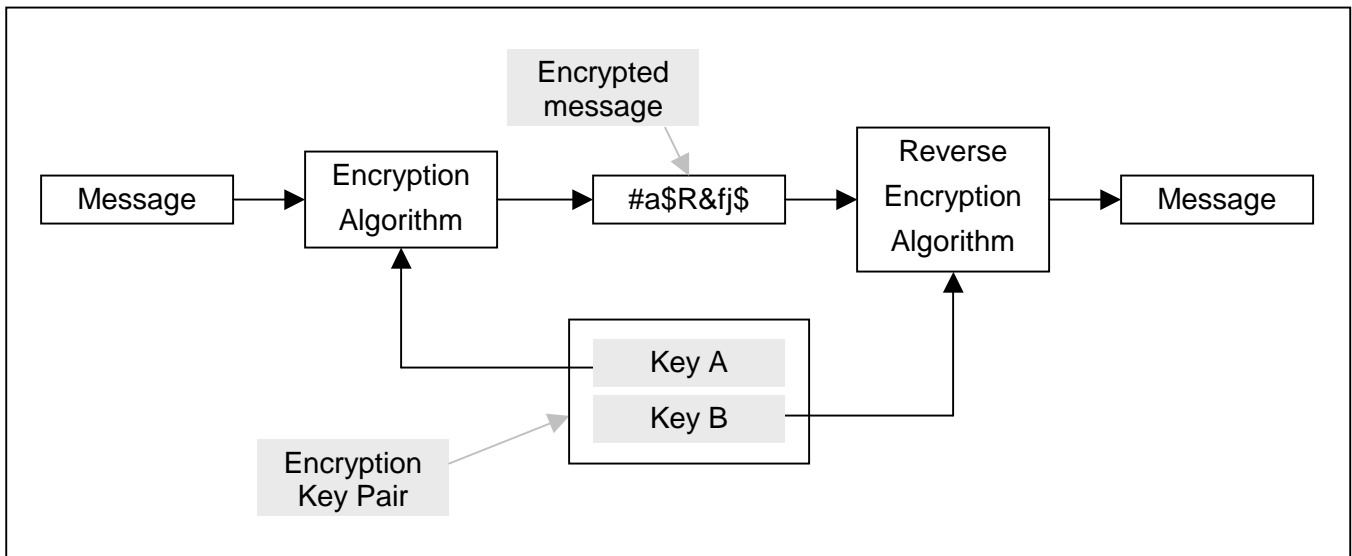 Encrypted
message
Message
Encryption
Algorithm
#a$R&fj$
Reverse
Encryption
Algorithm
Message
Key A
Key B
Encryption
Key Pair